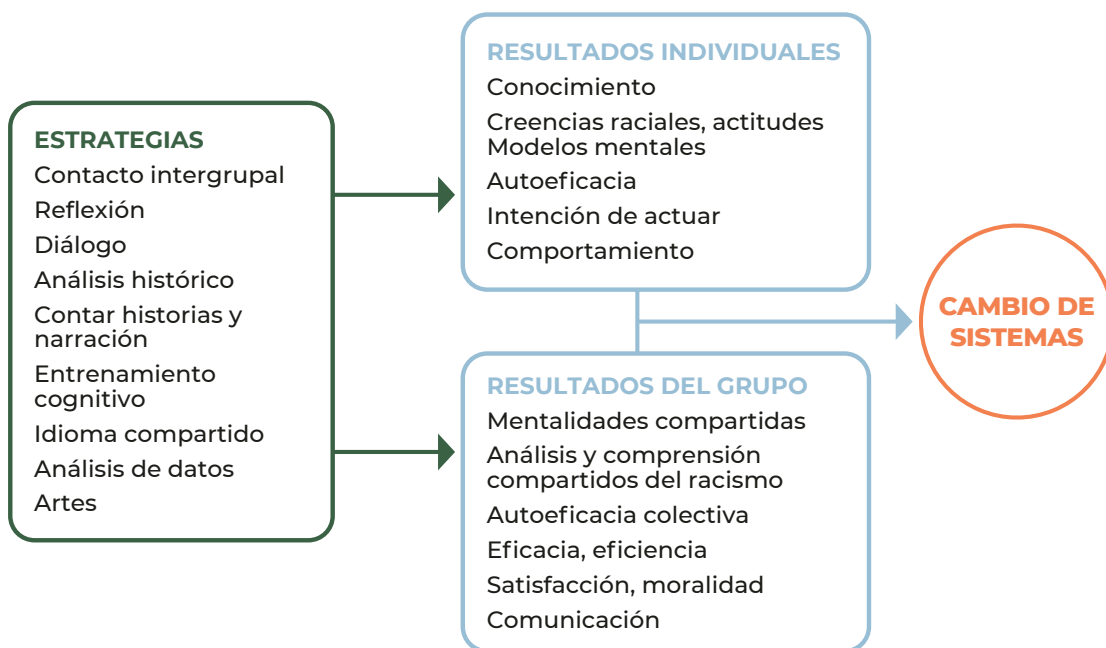 ESTRATEGIAS
Contacto intergrupal
Reflexión
Diálogo
Análisis histórico
Contar historias y
narración
Entrenamiento
cognitivo
Idioma compartido
Análisis de datos
Artes
RESULTADOS INDIVIDUALES
Conocimiento
Creencias raciales, actitudes
Modelos mentales
Autoeficacia
Intención de actuar
Comportamiento
RESULTADOS DEL GRUPO
Mentalidades compartidas
Análisis y comprensión
compartidos del racismo
Autoeficacia colectiva
Eficacia, eficiencia
Satisfacción, moralidad
Comunicación
CAMBIO DE
SISTEMAS